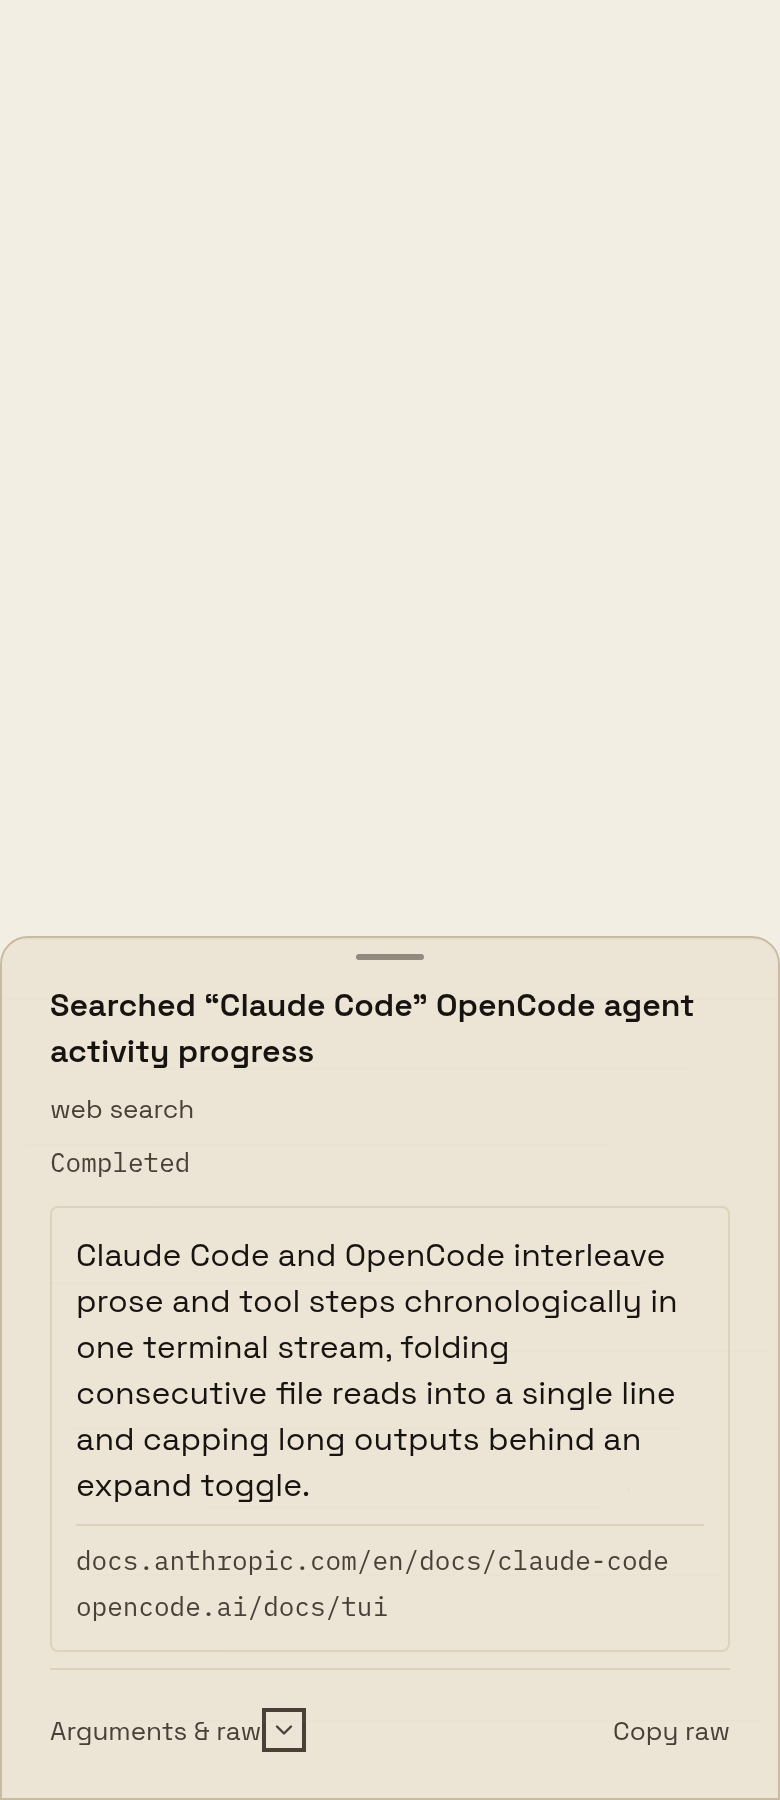 Searched “Claude Code” OpenCode agent
activity progress
web search
Completed
Claude Code and OpenCode interleave
prose and tool steps chronologically in
one terminal stream, folding
consecutive file reads into a single line
and capping long outputs behind an
expand toggle.
docs.anthropic.com/en/docs/claude-code
opencode.ai/docs/tui
Arguments & raw
Copy raw